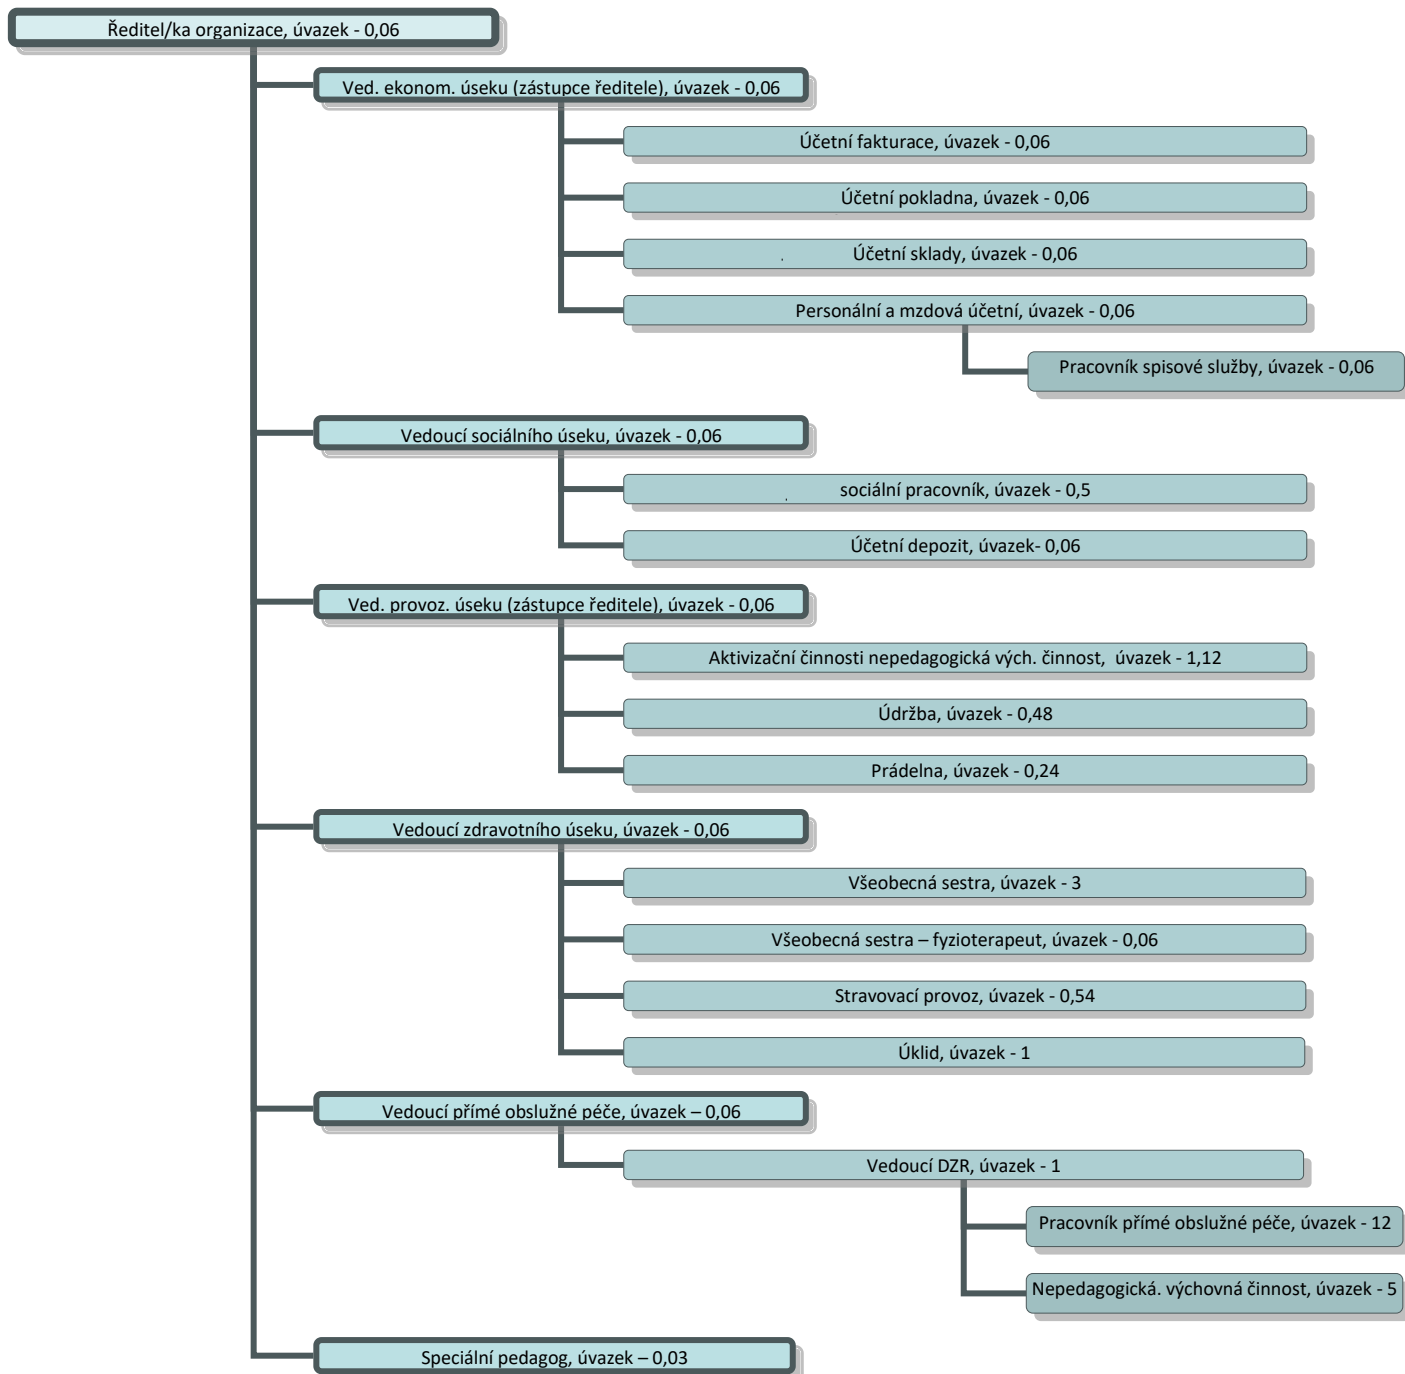 Ředitel/ka organizace, úvazek - 0,06
Ved. ekonom. úseku (zástupce ředitele), úvazek - 0,06
Účetní fakturace, úvazek - 0,06
Účetní pokladna, úvazek - 0,06
Účetní sklady, úvazek - 0,06
Personální a mzdová účetní, úvazek - 0,06
Pracovník spisové služby, úvazek - 0,06
Vedoucí sociálního úseku, úvazek - 0,06
sociální pracovník, úvazek - 0,5
Účetní depozit, úvazek- 0,06
Ved. provoz. úseku (zástupce ředitele), úvazek - 0,06
Aktivizační činnosti nepedagogická vých. činnost,  úvazek - 1,12
Údržba, úvazek - 0,48
Prádelna, úvazek - 0,24
Vedoucí zdravotního úseku, úvazek - 0,06
Všeobecná sestra, úvazek - 3
Všeobecná sestra – fyzioterapeut, úvazek - 0,06
Stravovací provoz, úvazek - 0,54
Úklid, úvazek - 1
Vedoucí přímé obslužné péče, úvazek – 0,06
Vedoucí DZR, úvazek - 1
Pracovník přímé obslužné péče, úvazek - 12
Nepedagogická. výchovná činnost, úvazek - 5
Speciální pedagog, úvazek – 0,03